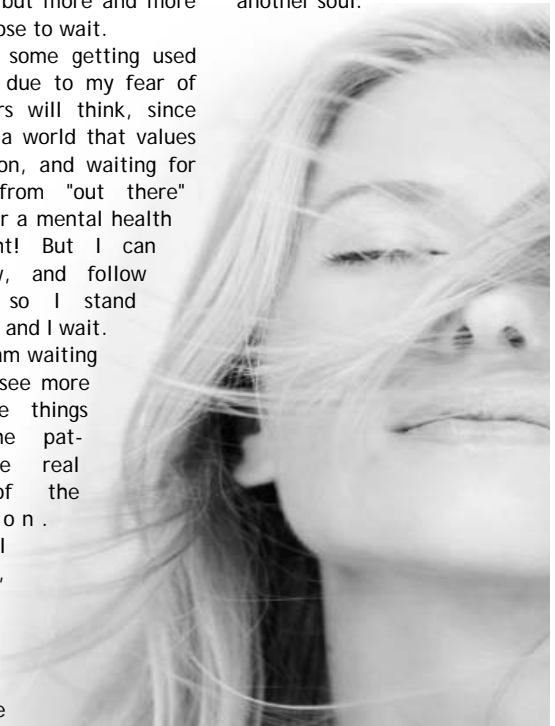 but more and more
ose to wait.
some getting used
due to my fear of
rs will think, since
a world that values
on, and waiting for
from "out there"
r a mental health
nt! But I can
, and follow
so I stand
and I wait.
am waiting
see more
e things
he pat-
e real
of the
on.
I
,
e
another soul.